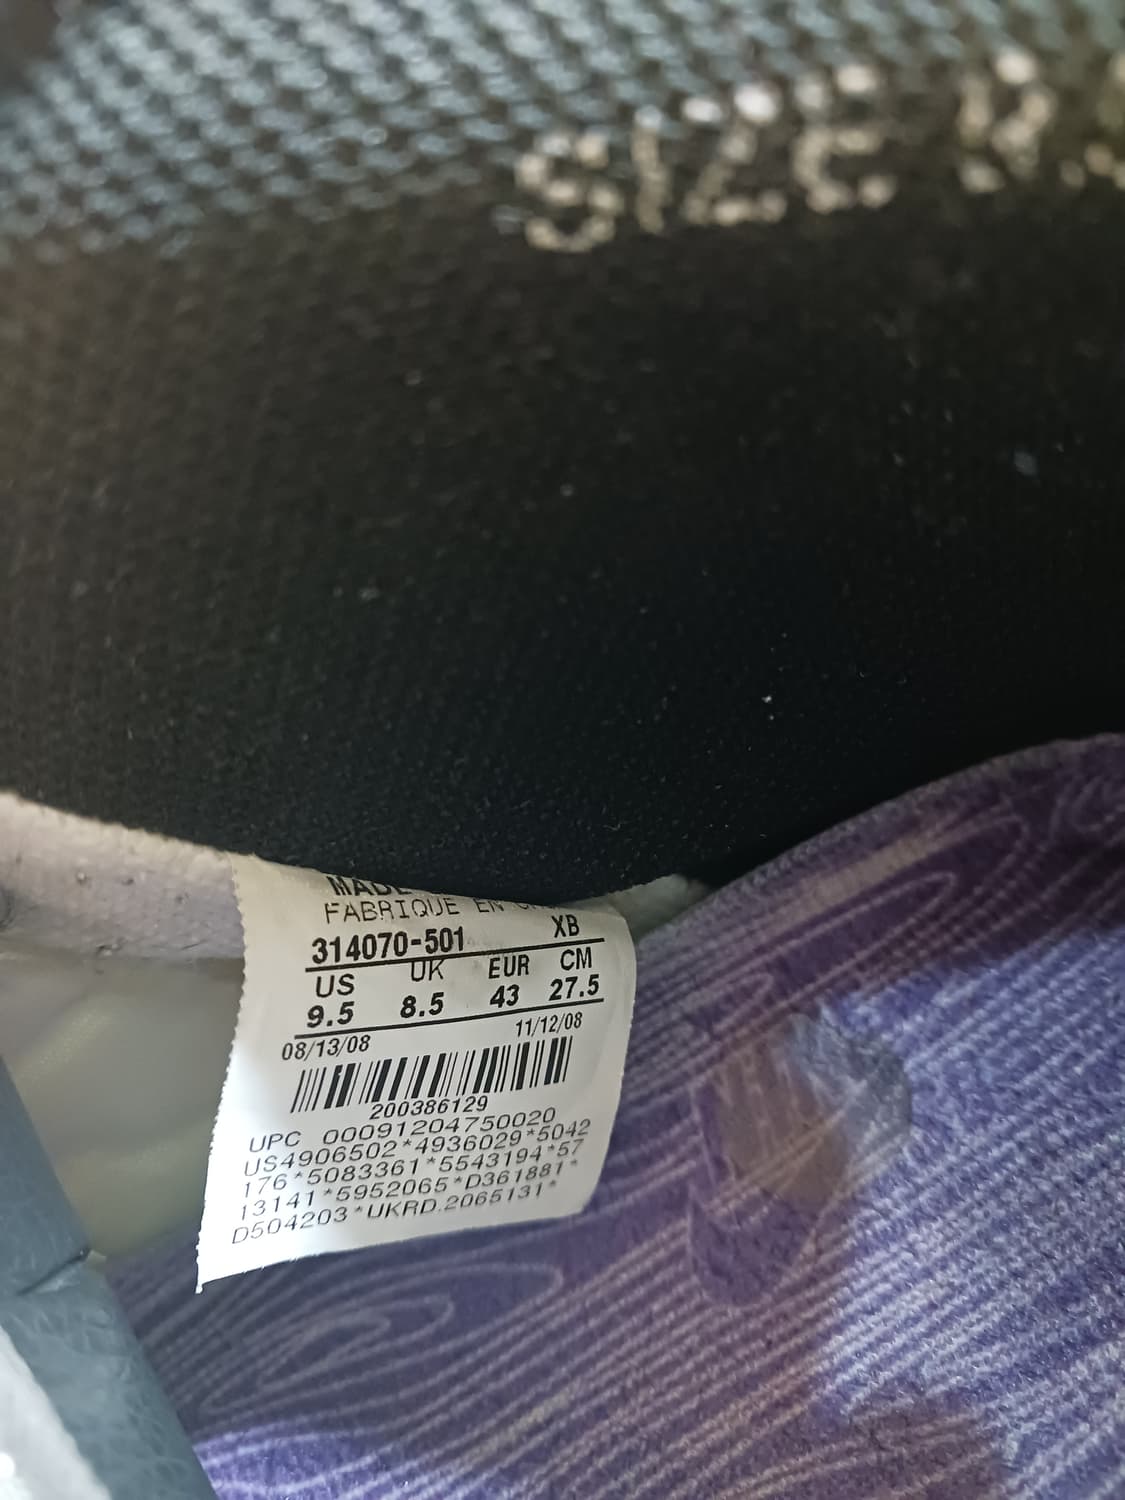 SIZE
MADE
FABRIQUE EN
314070-501 XB
US UK EUR CM
9.5 8.5 43 27.5
08/13/08 11/12/08
200386129
UPC 00091204750020
US4906502*4936029*5042
176*5083361*5543194*57
13141*5952065*D361881*
D504203*UKRD.2065131*